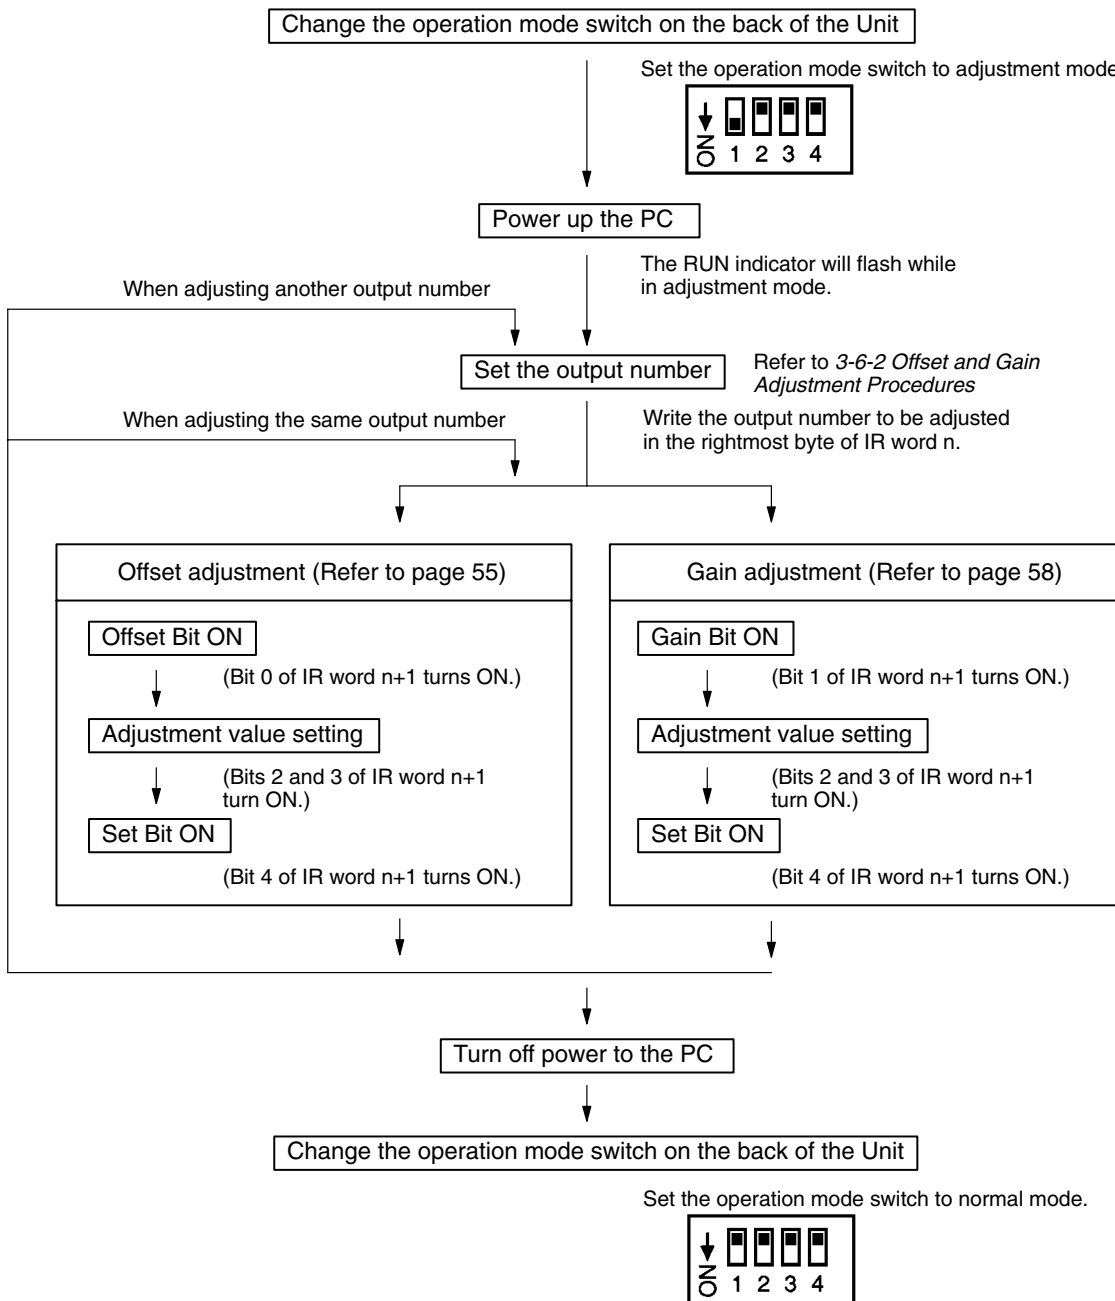 Change the operation mode switch on the back of the Unit
Set the operation mode switch to adjustment mode
ON 1 2 3 4
Power up the PC
The RUN indicator will flash while
in adjustment mode.
When adjusting another output number
Set the output number
Refer to 3-6-2 Offset and Gain
Adjustment Procedures
When adjusting the same output number
Write the output number to be adjusted
in the rightmost byte of IR word n.
Offset adjustment (Refer to page 55)
Offset Bit ON
(Bit 0 of IR word n+1 turns ON.)
Adjustment value setting
(Bits 2 and 3 of IR word n+1
turn ON.)
Set Bit ON
(Bit 4 of IR word n+1 turns ON.)
Gain adjustment (Refer to page 58)
Gain Bit ON
(Bit 1 of IR word n+1 turns ON.)
Adjustment value setting
(Bits 2 and 3 of IR word n+1
turn ON.)
Set Bit ON
(Bit 4 of IR word n+1 turns ON.)
Turn off power to the PC
Change the operation mode switch on the back of the Unit
Set the operation mode switch to normal mode.
ON 1 2 3 4